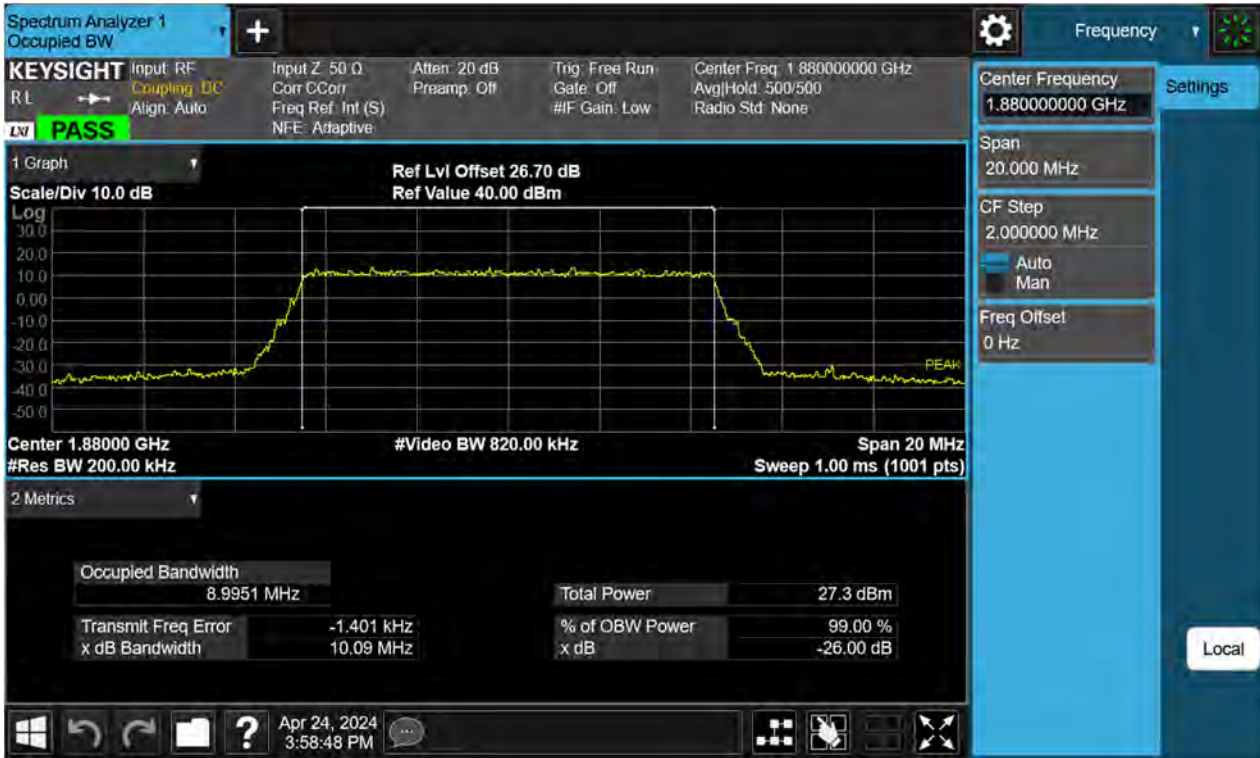 Spectrum Analyzer 1
Occupied BW
+
Frequency
KEYSIGHT
R L
LXI PASS
Input: RF
Coupling: DC
Align: Auto
Input Z: 50 Ω
Corr CCorr
Freq Ref: Int (S)
NFE: Adaptive
Atten: 20 dB
Preamp: Off
Trig: Free Run
Gate: Off
#IF Gain: Low
Center Freq: 1.880000000 GHz
Avg|Hold: 500/500
Radio Std: None
Center Frequency
1.880000000 GHz
Settings
Span
20.000 MHz
CF Step
2.000000 MHz
Auto
Man
Freq Offset
0 Hz
Local
1 Graph
Scale/Div 10.0 dB
Ref Lvl Offset 26.70 dB
Ref Value 40.00 dBm
Log
30.0
20.0
10.0
0.00
-10.0
-20.0
-30.0
-40.0
-50.0
PEAK
Center 1.88000 GHz
#Video BW 820.00 kHz
Span 20 MHz
#Res BW 200.00 kHz
Sweep 1.00 ms (1001 pts)
2 Metrics
Occupied Bandwidth
8.9951 MHz
Total Power 27.3 dBm
Transmit Freq Error -1.401 kHz
% of OBW Power 99.00 %
x dB Bandwidth 10.09 MHz
x dB -26.00 dB
?
Apr 24, 2024
3:58:48 PM